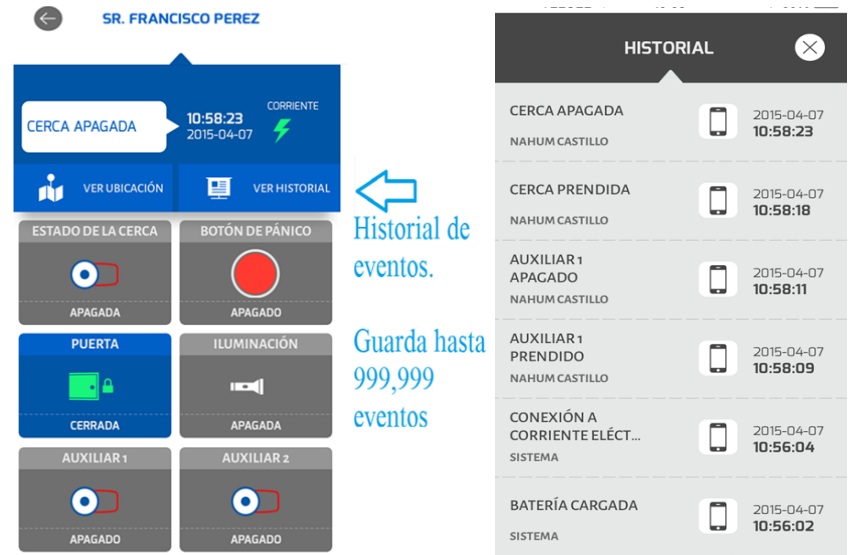 SR. FRANCISCO PEREZ
CERCA APAGADA
10:58:23
2015-04-07
CORRIENTE
VER UBICACIÓN
VER HISTORIAL
ESTADO DE LA CERCA
APAGADA
BOTÓN DE PÁNICO
APAGADO
PUERTA
CERRADA
ILUMINACIÓN
APAGADA
AUXILIAR 1
APAGADO
AUXILIAR 2
APAGADO
Historial de
eventos.
Guarda hasta
999,999
eventos
HISTORIAL
CERCA APAGADA
NAHUM CASTILLO
2015-04-07
10:58:23
CERCA PRENDIDA
NAHUM CASTILLO
2015-04-07
10:58:18
AUXILIAR 1
APAGADO
NAHUM CASTILLO
2015-04-07
10:58:11
AUXILIAR 1
PRENDIDO
NAHUM CASTILLO
2015-04-07
10:58:09
CONEXIÓN A
CORRIENTE ELÉCT...
SISTEMA
2015-04-07
10:56:04
BATERÍA CARGADA
SISTEMA
2015-04-07
10:56:02